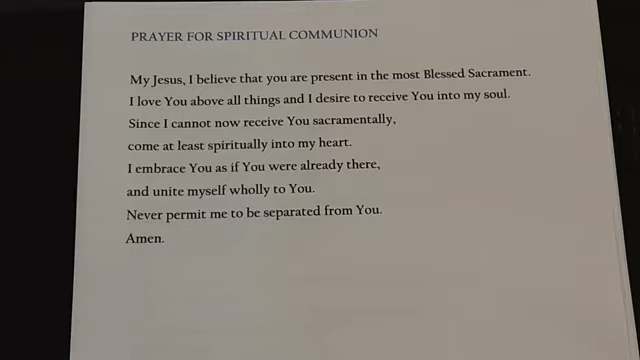 PRAYER FOR SPIRITUAL COMMUNION
My Jesus, I believe that you are present in the most Blessed Sacrament.
I love You above all things and I desire to receive You into my soul.
Since I cannot now receive You sacramentally,
come at least spiritually into my heart.
I embrace You as if You were already there,
and unite myself wholly to You.
Never permit me to be separated from You.
Amen.